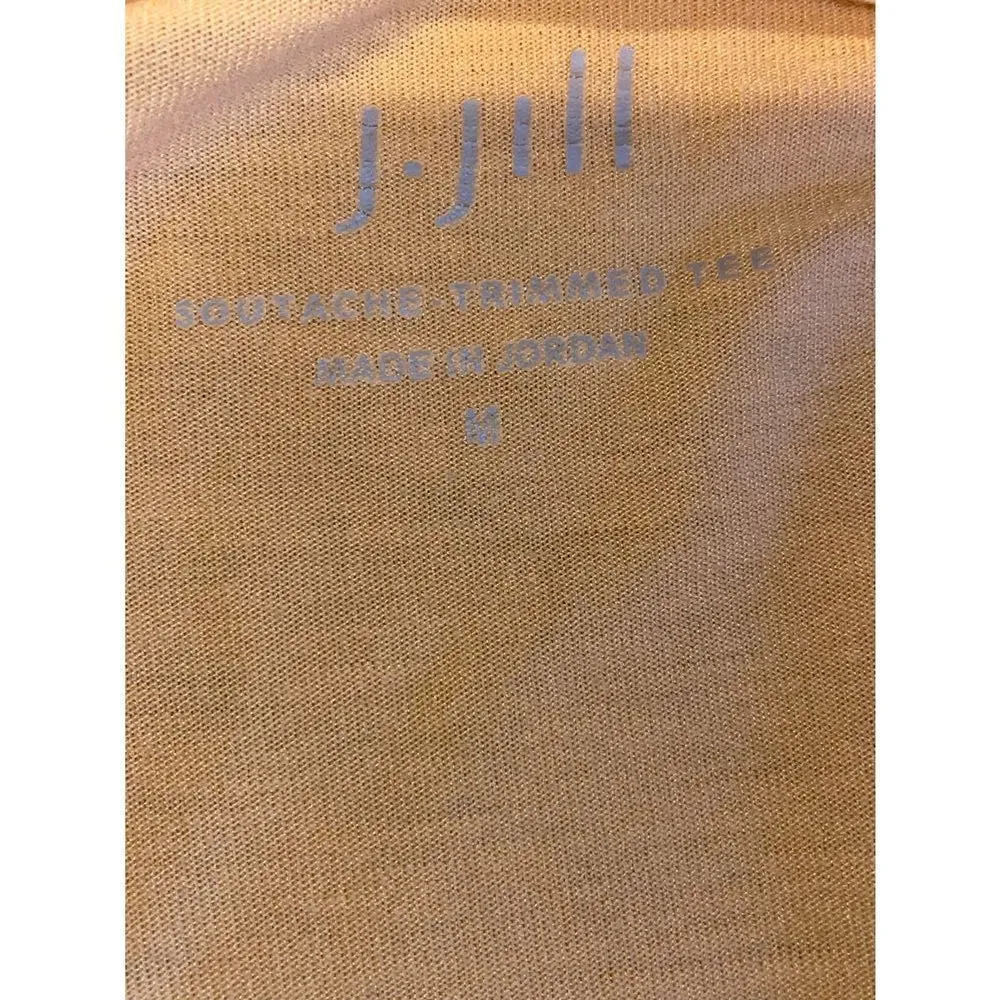 J.Jill
SOUTACHE-TRIMMED TEE
MADE IN JORDAN
M